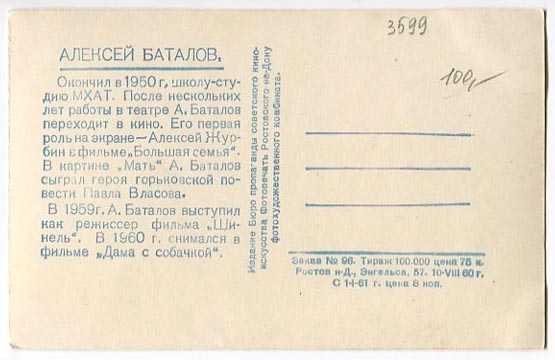 3599
100,-
АЛЕКСЕЙ БАТАЛОВ.
Окончил в 1950 г, школу-сту-
дию МХАТ. После нескольких
лет работы в театре А. Баталов
переходит в кино. Его первая
роль на экране—Алексей Жур-
бин в фильме „Большая семья".
В картине „Мать" А. Баталов
сыграл героя горьковской по-
вести Павла Власова.
В 1959г. А. Баталов выступил
как режиссер фильма „Ши-
нель". В 1960 г. снимался в
фильме „Дама с собачкой".
Издание Бюро пропаганды советского кино-
искусства Фотопечать Ростовского на-Дону
фотохудожественного комбината.
Заказ № 96. Тираж 100.000 цена 75 к.
Ростов н-Д., Энгельса, 57. 10-VIII 60 г.
С 14-61 г. цена 8 коп.